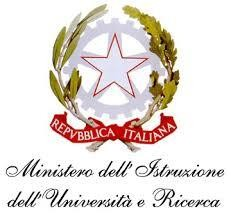 REPVBBLICA ITALIANA
Ministero dell' Istruzione
dell' Università e Ricerca